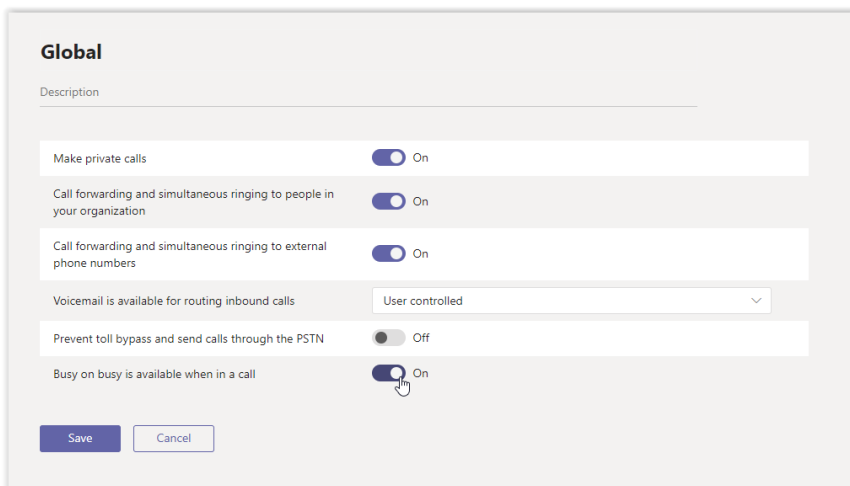 Global
Description
Make private calls On
Call forwarding and simultaneous ringing to people in
your organization On
Call forwarding and simultaneous ringing to external
phone numbers On
Voicemail is available for routing inbound calls User controlled
Prevent toll bypass and send calls through the PSTN Off
Busy on busy is available when in a call On
Save Cancel